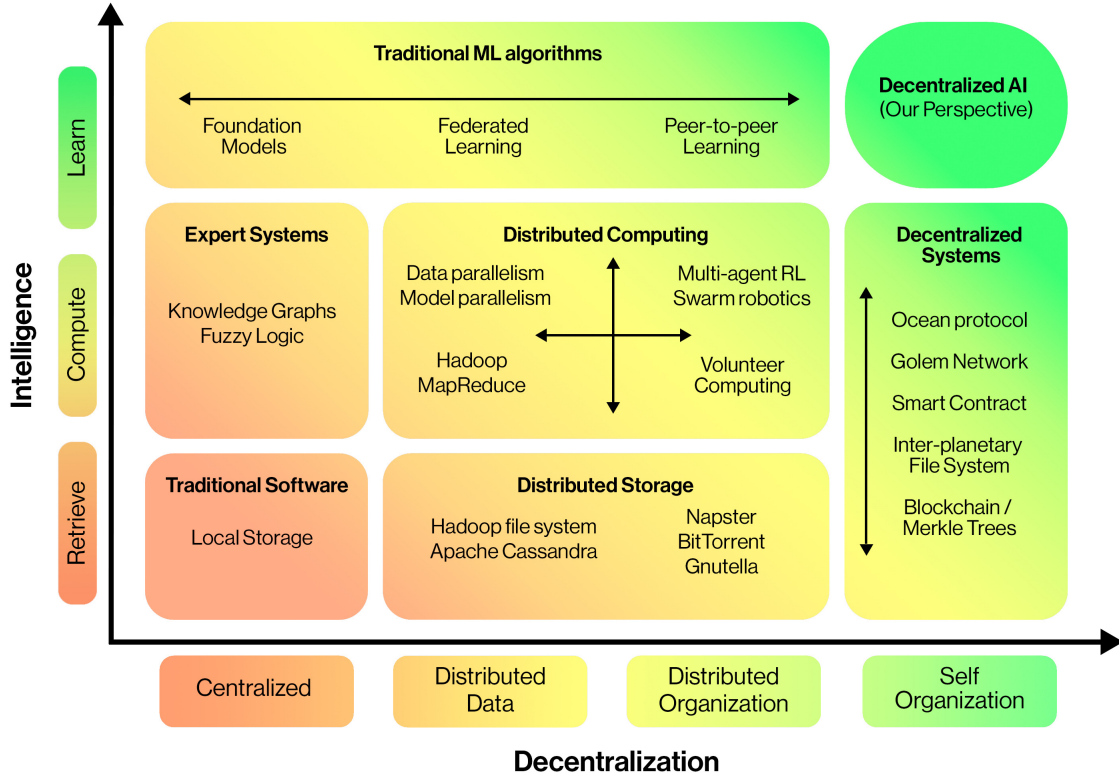 Intelligence
Learn
Compute
Retrieve
Traditional ML algorithms
Foundation
Models
Federated
Learning
Peer-to-peer
Learning
Decentralized AI
(Our Perspective)
Expert Systems
Knowledge Graphs
Fuzzy Logic
Distributed Computing
Data parallelism
Model parallelism
Multi-agent RL
Swarm robotics
Hadoop
MapReduce
Volunteer
Computing
Decentralized
Systems
Ocean protocol
Golem Network
Smart Contract
Inter-planetary
File System
Blockchain /
Merkle Trees
Traditional Software
Local Storage
Distributed Storage
Hadoop file system
Apache Cassandra
Napster
BitTorrent
Gnutella
Centralized
Distributed
Data
Distributed
Organization
Self
Organization
Decentralization